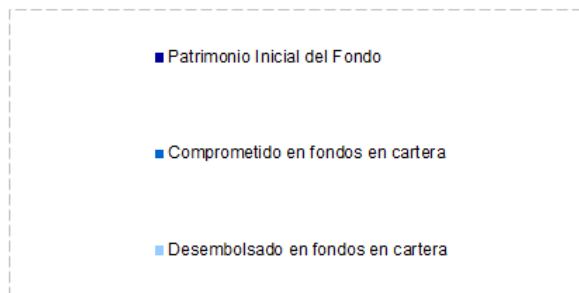 Patrimonio Inicial del Fondo
Comprometido en fondos en cartera
Desembolsado en fondos en cartera